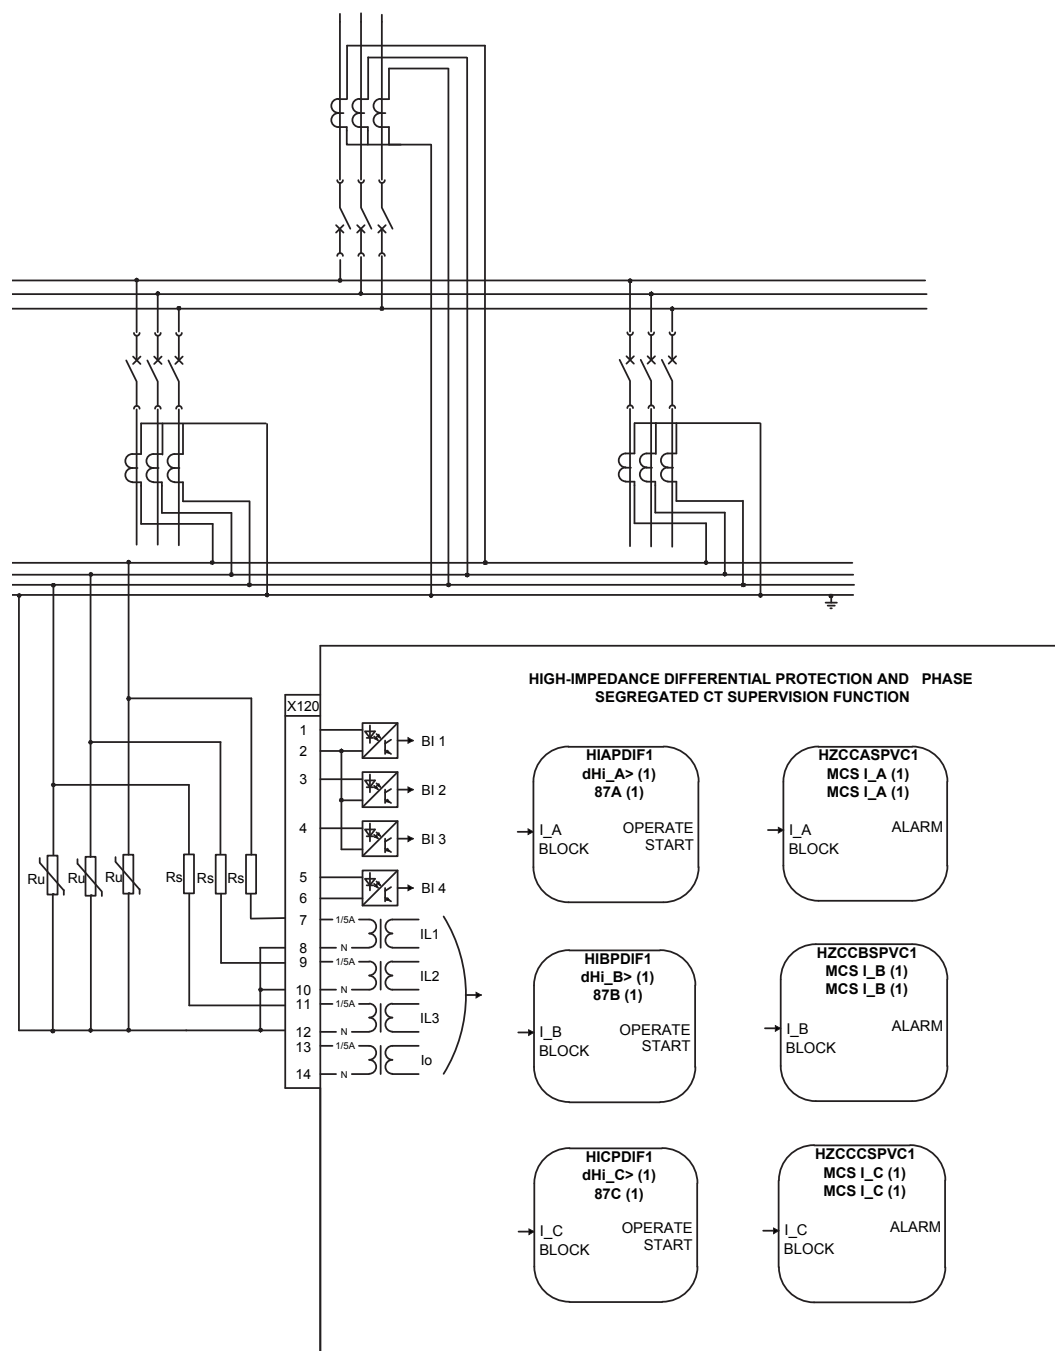 HIGH-IMPEDANCE DIFFERENTIAL PROTECTION AND PHASE
SEGREGATED CT SUPERVISION FUNCTION
X120
1
2
3
4
5
6
7
8
9
10
11
12
13
14
BI 1
BI 2
BI 3
BI 4
Ru
Ru
Ru
Rs
Rs
Rs
1/5A
N
IL1
1/5A
N
IL2
1/5A
N
IL3
1/5A
N
Io
HIAPDIF1
dHi_A> (1)
87A (1)
I_A
BLOCK
OPERATE
START
HZCCASPVC1
MCS I_A (1)
MCS I_A (1)
I_A
BLOCK
ALARM
HIBPDIF1
dHi_B> (1)
87B (1)
I_B
BLOCK
OPERATE
START
HZCCBSPVC1
MCS I_B (1)
MCS I_B (1)
I_B
BLOCK
ALARM
HICPDIF1
dHi_C> (1)
87C (1)
I_C
BLOCK
OPERATE
START
HZCCCSPVC1
MCS I_C (1)
MCS I_C (1)
I_C
BLOCK
ALARM